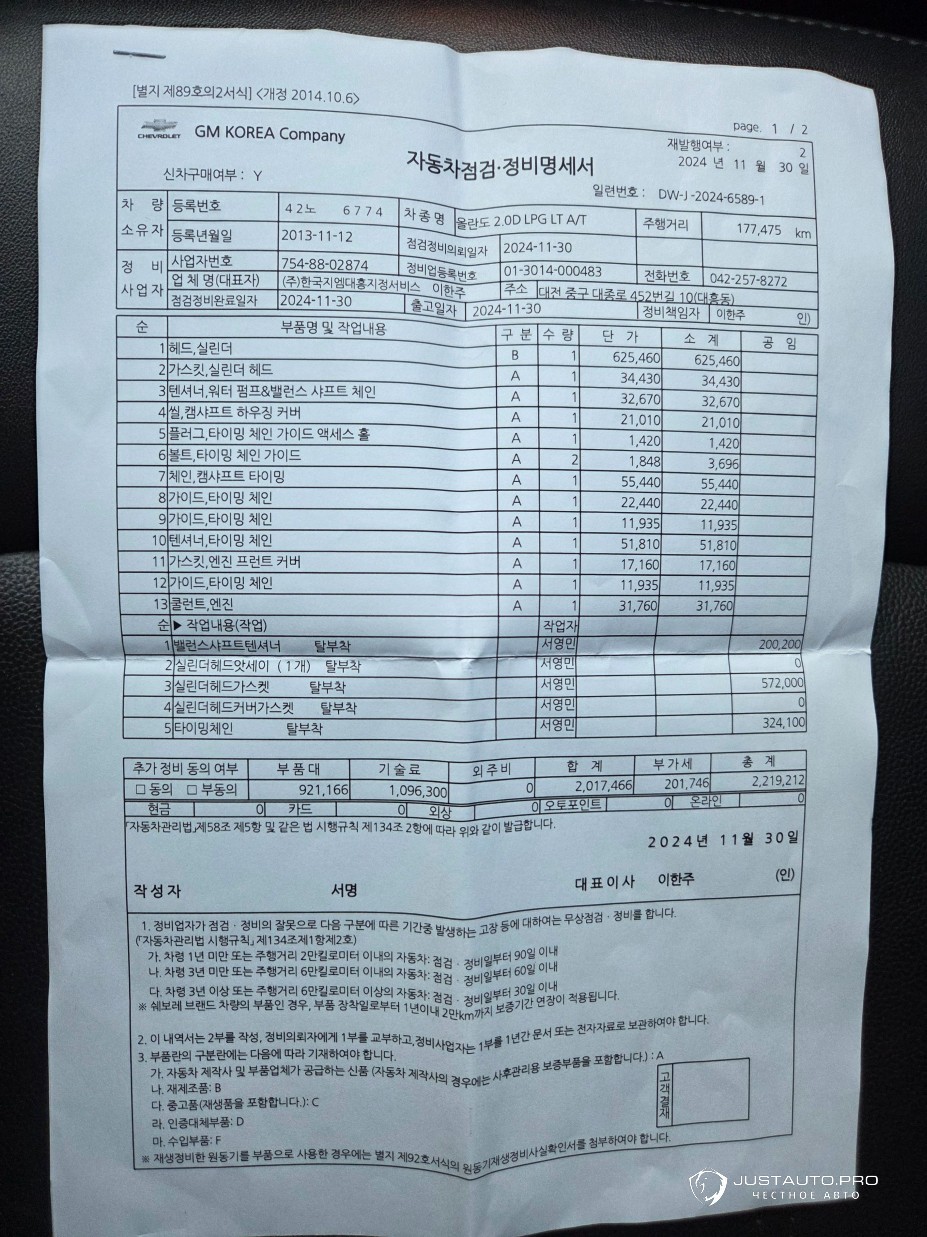 [별지 제89호의2서식] <개정 2014.10.6>
page. 1 / 2
CHEVROLET GM KOREA Company
재발행여부 : 2
자동차점검·정비명세서
2024 년 11 월 30 일
신차구매여부 : Y
일련번호 : DW-J -2024-6589-1
차 량 소유자 등록번호 42노 6774 차종명 올란도 2.0D LPG LT A/T 주행거리 177,475 km
등록년월일 2013-11-12 점검정비의뢰일자 2024-11-30
정 비 사업자 사업자번호 754-88-02874 정비업등록번호 01-3014-000483 전화번호 042-257-8272
업 체 명(대표자) (주)한국지엠대흥지정서비스 이한주 주소 대전 중구 대종로 452번길 10(대흥동)
점검정비완료일자 2024-11-30 출고일자 2024-11-30 정비책임자 이한주 인)
순 부품명 및 작업내용 구 분 수 량 단 가 소 계 공 임
1 헤드,실린더 B 1 625,460 625,460
2 가스킷,실린더 헤드 A 1 34,430 34,430
3 텐셔너,워터 펌프&밸런스 샤프트 체인 A 1 32,670 32,670
4 씰,캠샤프트 하우징 커버 A 1 21,010 21,010
5 플러그,타이밍 체인 가이드 액세스 홀 A 1 1,420 1,420
6 볼트,타이밍 체인 가이드 A 2 1,848 3,696
7 체인,캠샤프트 타이밍 A 1 55,440 55,440
8 가이드,타이밍 체인 A 1 22,440 22,440
9 가이드,타이밍 체인 A 1 11,935 11,935
10 텐셔너,타이밍 체인 A 1 51,810 51,810
11 가스킷,엔진 프런트 커버 A 1 17,160 17,160
12 가이드,타이밍 체인 A 1 11,935 11,935
13 쿨런트,엔진 A 1 31,760 31,760
순 ▶ 작업내용(작업) 작업자
1 밸런스샤프트텐셔너 탈부착 서영민 200,200
2 실린더헤드앗세이 ( 1개) 탈부착 서영민 0
3 실린더헤드가스켓 탈부착 서영민 572,000
4 실린더헤드커버가스켓 탈부착 서영민 0
5 타이밍체인 탈부착 서영민 324,100
추가 정비 동의 여부 부 품 대 기 술 료 외 주 비 합 계 부 가 세 총 계
□ 동의 □ 부동의 921,166 1,096,300 0 2,017,466 201,746 2,219,212
현금 0 카드 0 외상 0 오토포인트 0 온라인 0
「자동차관리법」제58조 제5항 및 같은 법 시행규칙 제134조 2항에 따라 위와 같이 발급합니다.
2024년 11월 30일
작 성 자 서명 대 표 이 사 이한주 (인)
1. 정비업자가 점검ㆍ정비의 잘못으로 다음 구분에 따른 기간중 발생하는 고장 등에 대하여는 무상점검ㆍ정비를 합니다.
(「자동차관리법 시행규칙」 제134조제1항제2호)
가. 차령 1년 미만 또는 주행거리 2만킬로미터 이내의 자동차: 점검ㆍ정비일부터 90일 이내
나. 차령 3년 미만 또는 주행거리 6만킬로미터 이내의 자동차: 점검ㆍ정비일부터 60일 이내
다. 차령 3년 이상 또는 주행거리 6만킬로미터 이상의 자동차: 점검ㆍ정비일부터 30일 이내
※ 쉐보레 브랜드 차량의 부품인 경우, 부품 장착일로부터 1년이내 2만km까지 보증기간 연장이 적용됩니다.
2. 이 내역서는 2부를 작성, 정비의뢰자에게 1부를 교부하고,정비사업자는 1부를 1년간 문서 또는 전자자료로 보관하여야 합니다.
3. 부품란의 구분란에는 다음에 따라 기재하여야 합니다.
가. 자동차 제작사 및 부품업체가 공급하는 신품 (자동차 제작사의 경우에는 사후관리용 보증부품을 포함합니다.) : A
나. 재제조품: B
다. 중고품(재생품을 포함합니다.): C
라. 인증대체부품: D
마. 수입부품: F
고객결재
※ 재생정비한 원동기를 부품으로 사용한 경우에는 별지 제92호서식의 원동기재생정비사실확인서를 첨부하여야 합니다.
JUSTAUTO.PRO
ЧЕСТНОЕ АВТО